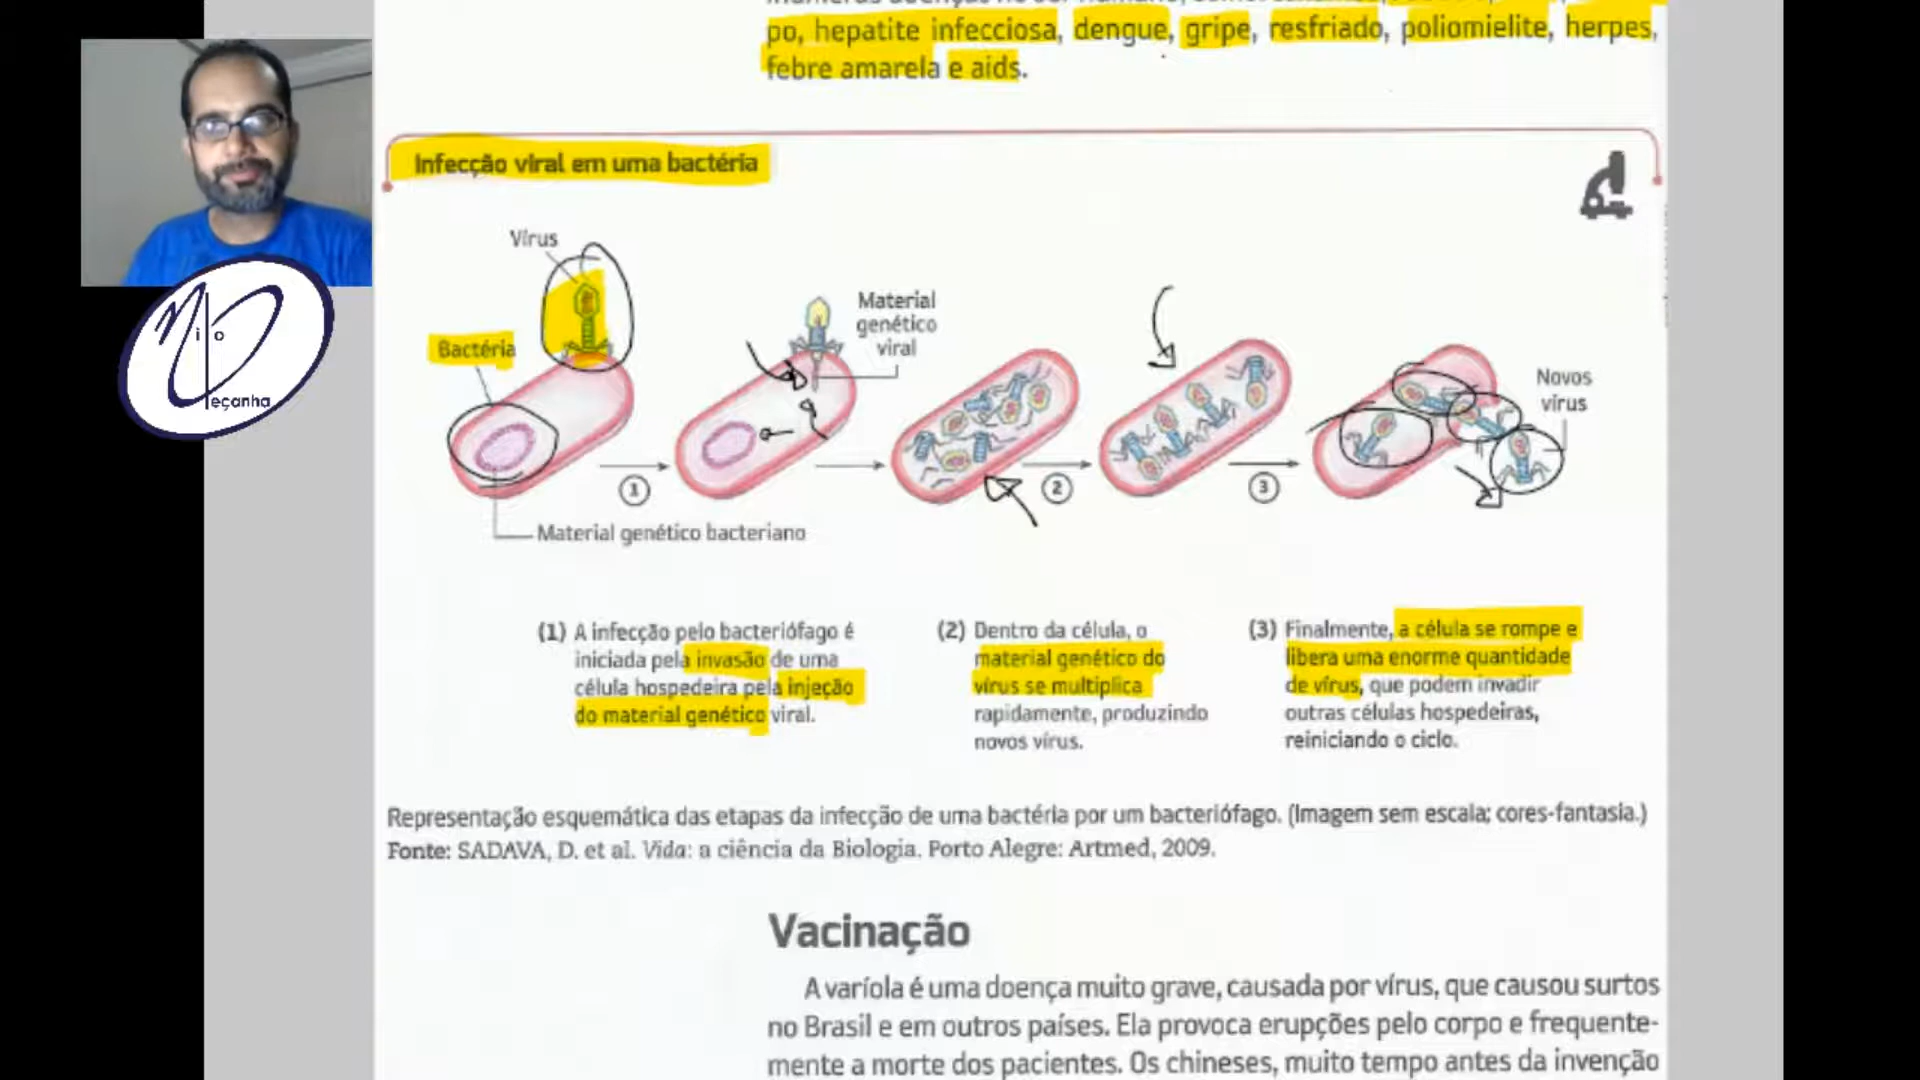 po, hepatite infecciosa, dengue, gripe, resfriado, poliomielite, herpes,
febre amarela e aids.
Infecção viral em uma bactéria
Vírus
Material
genético
viral
Bactéria
Novos
vírus
1
2
3
Material genético bacteriano
(1) A infecção pelo bacteriófago é
iniciada pela invasão de uma
célula hospedeira pela injeção
do material genético viral.
(2) Dentro da célula, o
material genético do
vírus se multiplica
rapidamente, produzindo
novos vírus.
(3) Finalmente, a célula se rompe e
libera uma enorme quantidade
de vírus, que podem invadir
outras células hospedeiras,
reiniciando o ciclo.
Representação esquemática das etapas da infecção de uma bactéria por um bacteriófago. (Imagem sem escala; cores-fantasia.)
Fonte: SADAVA, D. et al. Vida: a ciência da Biologia. Porto Alegre: Artmed, 2009.
Vacinação
A varíola é uma doença muito grave, causada por vírus, que causou surtos
no Brasil e em outros países. Ela provoca erupções pelo corpo e frequente-
mente a morte dos pacientes. Os chineses, muito tempo antes da invenção